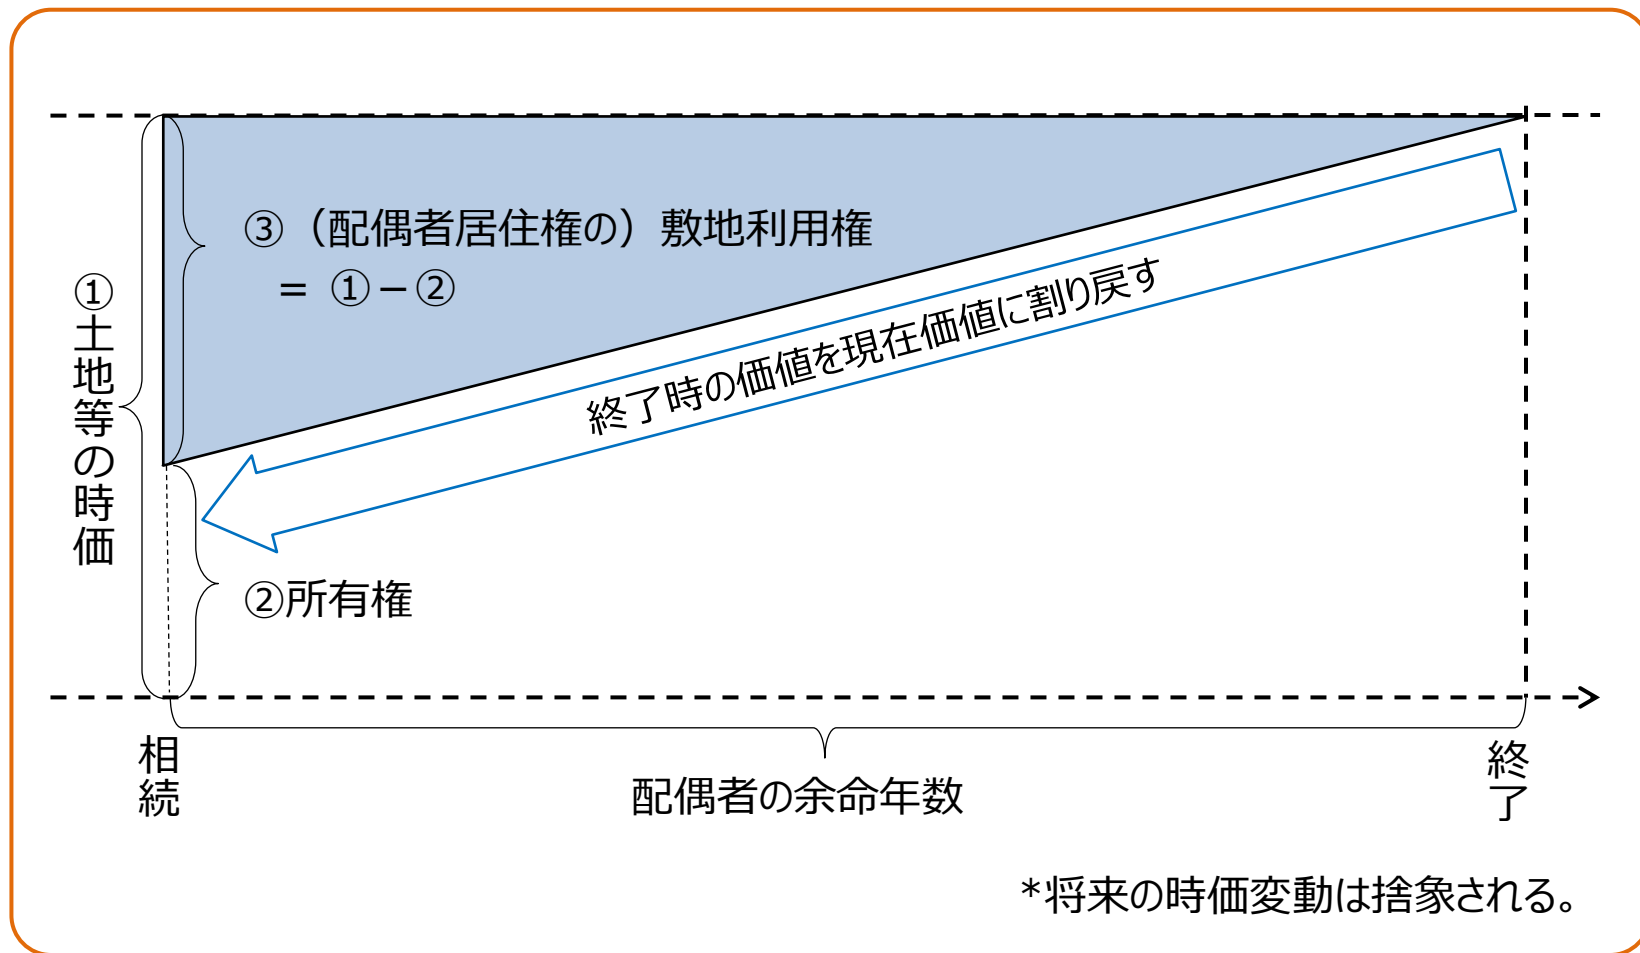 ③（配偶者居住権の）敷地利用権
＝ ①－②
①土地等の時価
終了時の価値を現在価値に割り戻す
②所有権
相続
配偶者の余命年数
終了
*将来の時価変動は捨象される。